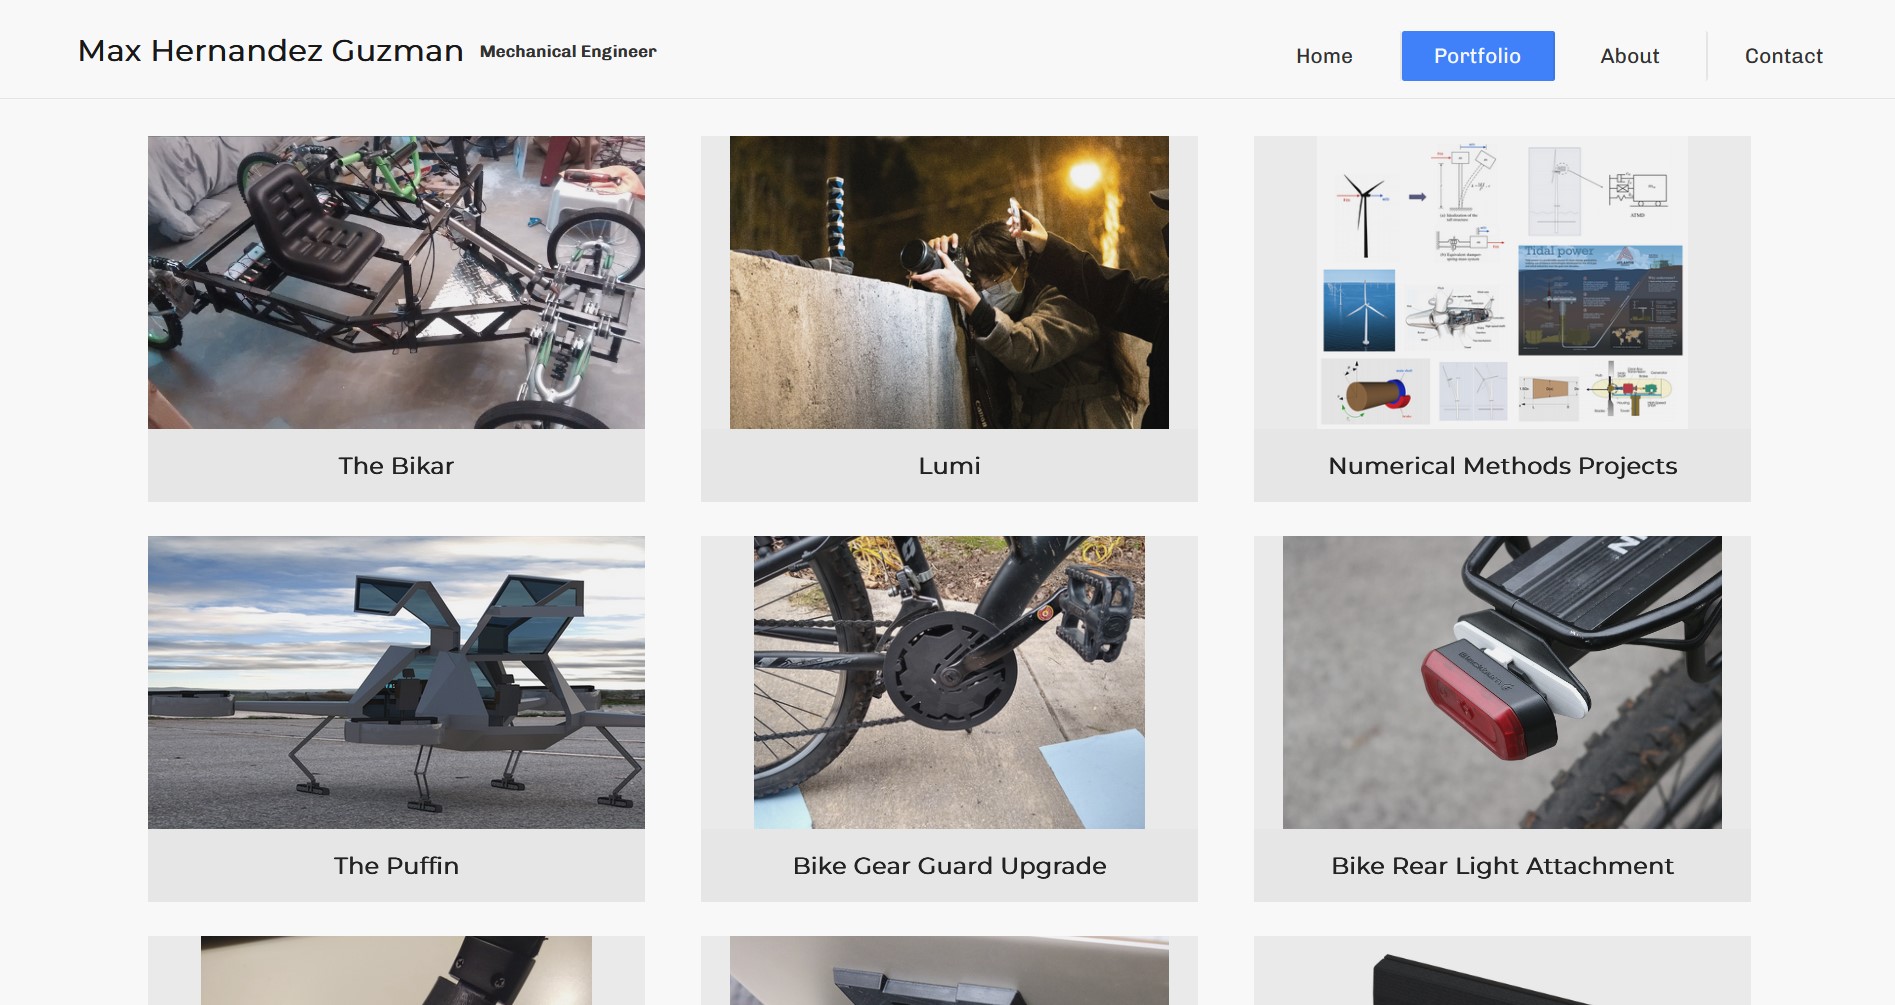 Max Hernandez Guzman Mechanical Engineer
Home
Portfolio
About
Contact
Tidal power
ATMD
The Bikar
Lumi
Numerical Methods Projects
The Puffin
Bike Gear Guard Upgrade
Bike Rear Light Attachment